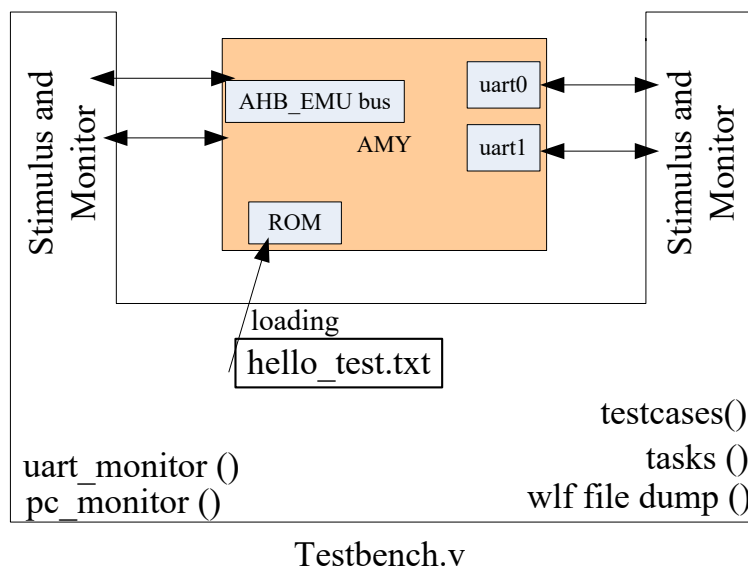 Stimulus and
Monitor
AHB_EMU bus
AMY
uart0
uart1
ROM
Stimulus and
Monitor
loading
hello_test.txt
testcases()
tasks ()
wlf file dump ()
uart_monitor ()
pc_monitor ()
Testbench.v